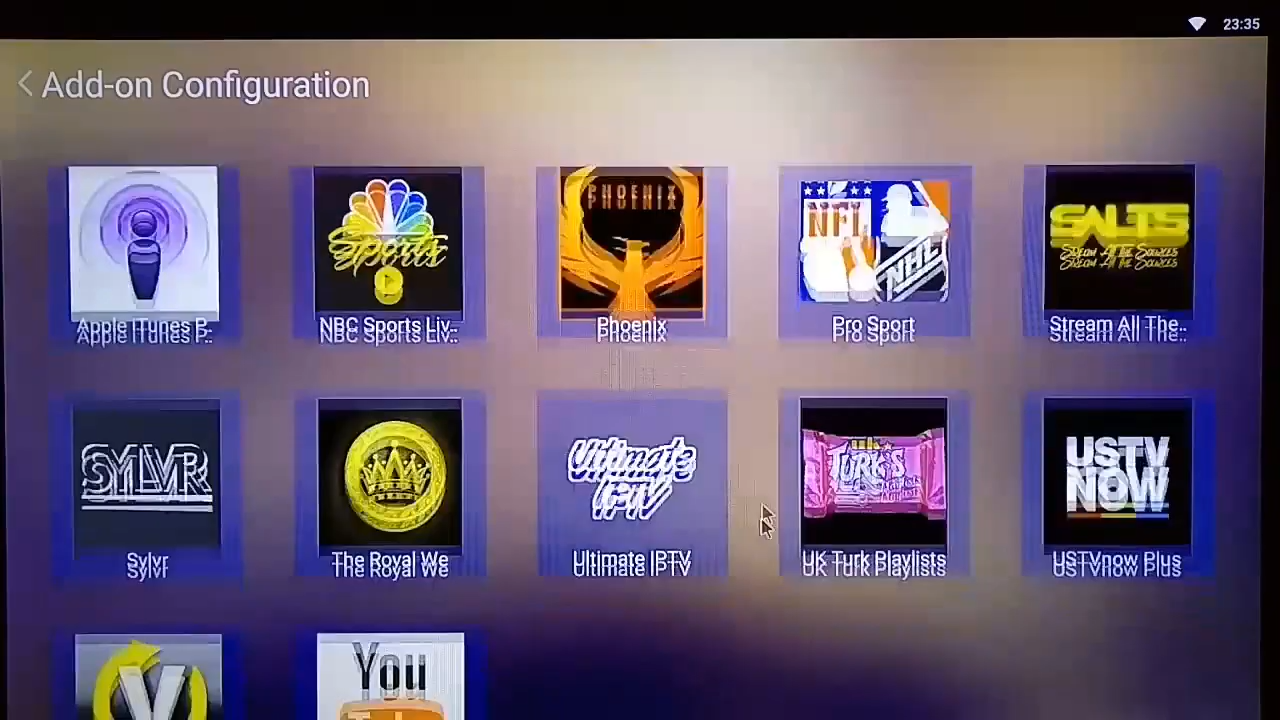 23:35
Add-on Configuration
PHOENIX
Sports
NFL
NHL
SALTS
STREAM ALL THE SOURCES
Apple iTunes P..
NBC Sports Liv..
Phoenix
Pro Sport
Stream All The..
SYLVR
Ultimate
IPTV
TURK'S
USTV
NOW
Sylvr
The Royal We
Ultimate IPTV
UK Turk Playlists
USTVnow Plus
V
You